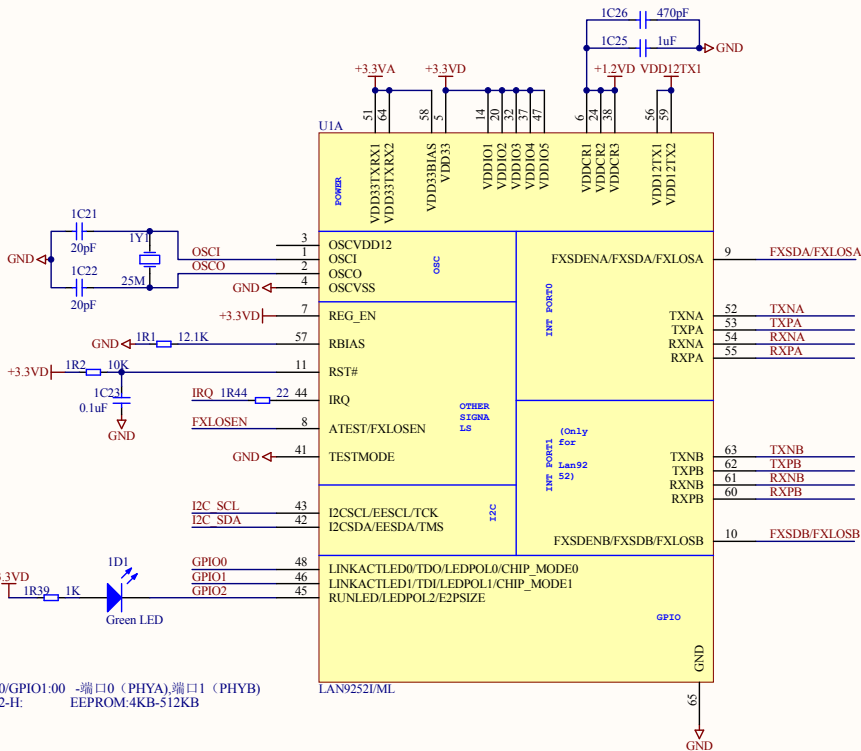 1C26 470pF
1C25 1uF
GND
+3.3VA +3.3VD +1.2VD VDD12TX1
51 64 58 5 14 20 32 37 47 6 24 38 56 59
U1A
POWER
VDD33TXRX1 VDD33TXRX2 VDD33BIAS VDD33 VDDIO1 VDDIO2 VDDIO3 VDDIO4 VDDIO5 VDDCR1 VDDCR2 VDDCR3 VDD12TX1 VDD12TX2
1C21
20pF
1Y1
25M
GND
1C22
20pF
3 OSCVDD12
OSCI 1 OSCI
OSCO 2 OSCO
GND 4 OSCVSS
OSC
+3.3VD 7 REG_EN
GND 1R1 12.1K 57 RBIAS
+3.3VD 1R2 10K 11 RST#
1C23
0.1uF
GND
IRQ 1R44 22 44 IRQ
FXLOSEN 8 ATEST/FXLOSEN
GND 41 TESTMODE
OTHER
SIGNA
LS
I2C_SCL 43 I2CSCL/EESCL/TCK
I2C_SDA 42 I2CSDA/EESDA/TMS
I2C
FXSDENA/FXSDA/FXLOSA 9 FXSDA/FXLOSA
INT PORT0
TXNA 52 TXNA
TXPA 53 TXPA
RXNA 54 RXNA
RXPA 55 RXPA
INT PORT1
(Only
for
Lan92
52)
TXNB 63 TXNB
TXPB 62 TXPB
RXNB 61 RXNB
RXPB 60 RXPB
FXSDENB/FXSDB/FXLOSB 10 FXSDB/FXLOSB
GPIO0 48 LINKACTLED0/TDO/LEDPOL0/CHIP_MODE0
GPIO1 46 LINKACTLED1/TDI/LEDPOL1/CHIP_MODE1
GPIO2 45 RUNLED/LEDPOL2/E2PSIZE
3.3VD
1R39 1K
1D1
Green LED
GPIO
GND
65
GND
LAN9252I/ML
0/GPIO1:00 -端口0（PHYA),端口1（PHYB)
2-H: EEPROM:4KB-512KB